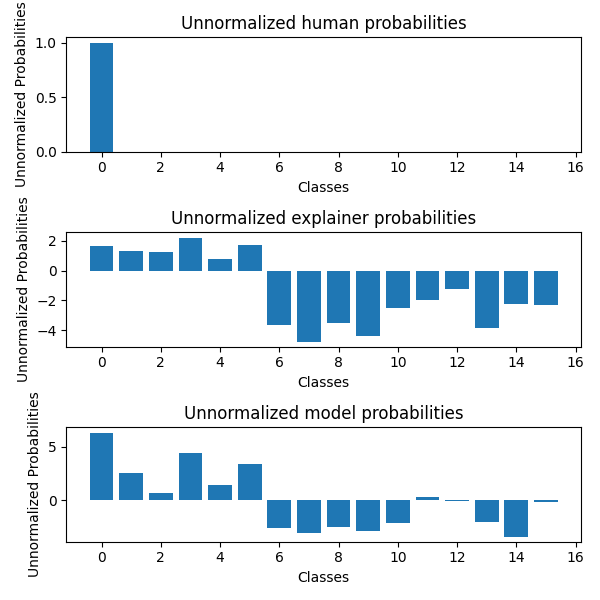 Unnormalized human probabilities
Unnormalized Probabilities
1.0
0.5
0.0
0 2 4 6 8 10 12 14 16
Classes
Unnormalized explainer probabilities
Unnormalized Probabilities
2
0
−2
−4
0 2 4 6 8 10 12 14 16
Classes
Unnormalized model probabilities
Unnormalized Probabilities
5
0
0 2 4 6 8 10 12 14 16
Classes